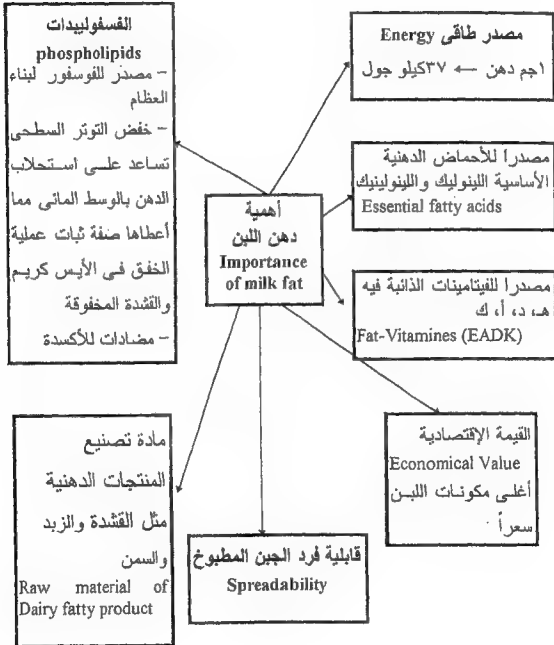 الفسفوليبدات
phospholipids
– مصدر للفوسفور لبناء
العظام
– خفض التوتر السطحى
تساعد على استحلاب
الدهن بالوسط المائى مما
أعطاها صفة ثبات عملية
الخفق فى الأيس كريم
والقشدة المخفوقة
– مضادات للأكسدة
مصدر طاقى Energy
١جم دهن ← ٣٧كيلو جول
مصدراً للأحماض الدهنية
الأساسية اللينوليك واللينولينيك
Essential fatty acids
أهمية
دهن اللبن
Importance
of milk fat
مصدرا للفيتامينات الذائبة فيه
هـ، د، أ، ك
Fat-Vitamines (EADK)
القيمة الإقتصادية
Economical Value
أغلى مكونات اللبن
سعراً
مادة تصنيع
المنتجات الدهنية
مثل القشدة والزبد
والسمن
Raw material of
Dairy fatty product
قابلية فرد الجبن المطبوخ
Spreadability